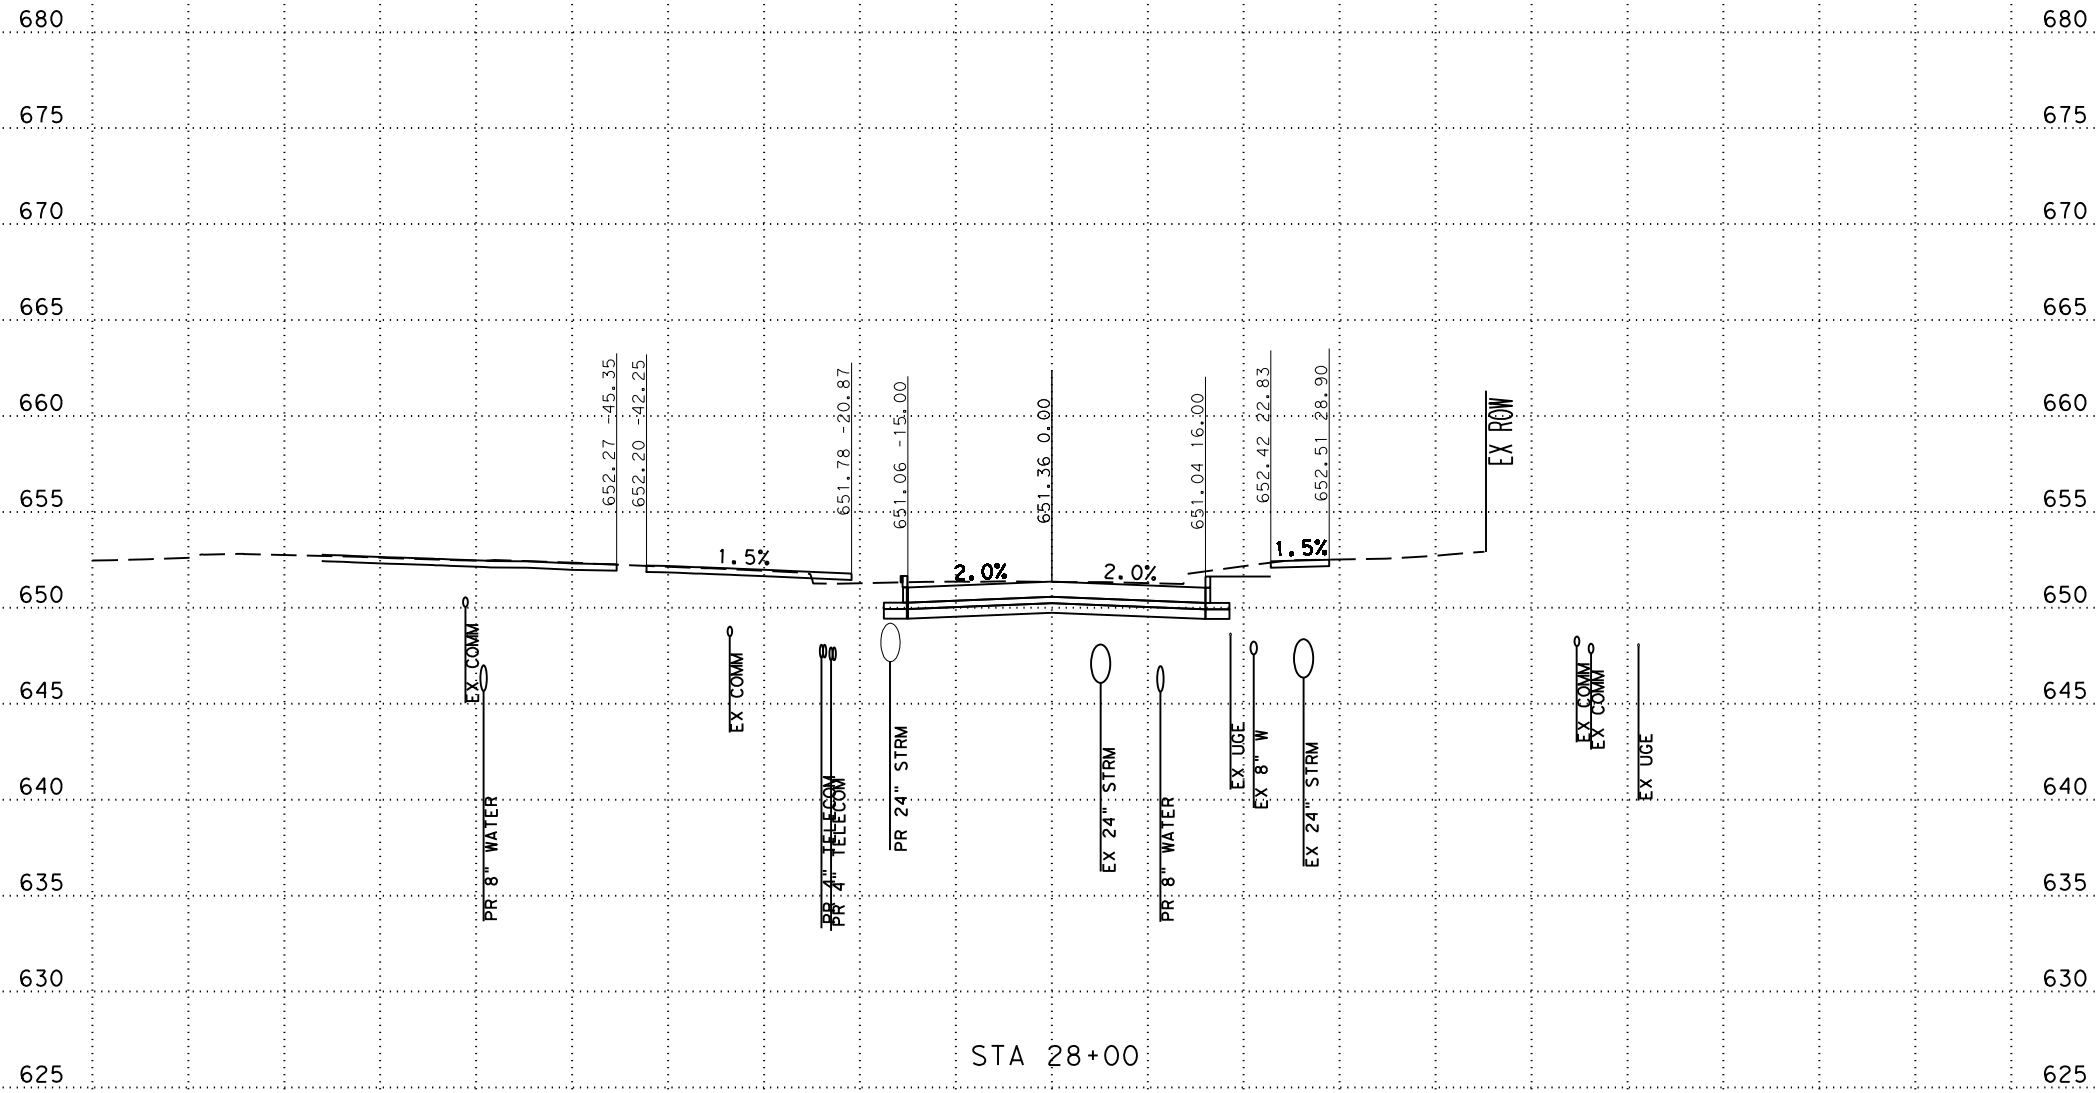 680 680
675 675
670 670
665 665
660 660
655 655
650 650
645 645
640 640
635 635
630 630
625 625
652.27 -45.35
652.20 -42.25
651.78 -20.87
651.06 -15.00
651.36 0.00
651.04 16.00
652.42 22.83
652.51 28.90
EX ROW
1.5%
2.0%
2.0%
1.5%
EX COMM
PR 8" WATER
EX COMM
PR 4" TELECOM
PR 4" TELECOM
PR 24" STRM
EX 24" STRM
PR 8" WATER
EX UGE
EX 8" W
EX 24" STRM
EX COMM
EX COMM
EX UGE
STA 28+00